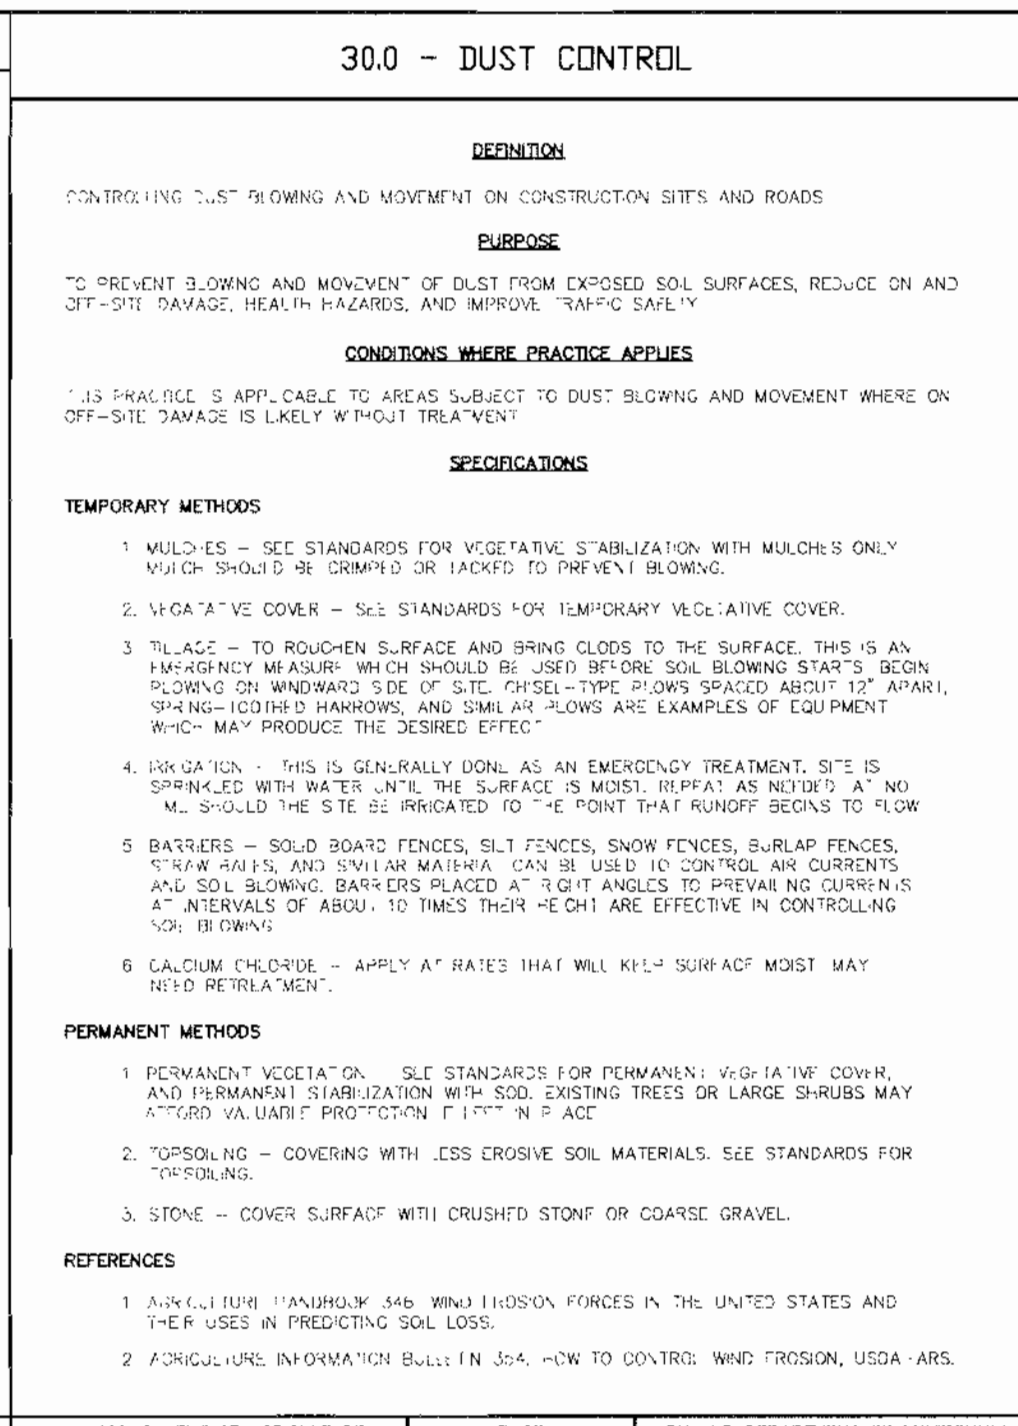 30.0 - DUST CONTROL
DEFINITION
CONTROLLING DUST BLOWING AND MOVEMENT ON CONSTRUCTION SITES AND ROADS
PURPOSE
TO PREVENT BLOWING AND MOVEMENT OF DUST FROM EXPOSED SOIL SURFACES, REDUCE ON AND
OFF-SITE DAMAGE, HEALTH HAZARDS, AND IMPROVE TRAFFIC SAFETY
CONDITIONS WHERE PRACTICE APPLIES
THIS PRACTICE IS APPLICABLE TO AREAS SUBJECT TO DUST BLOWNG AND MOVEMENT WHERE ON
OFF-SITE DAMAGE IS LIKELY WITHOUT TREATMENT
SPECIFICATIONS
TEMPORARY METHODS
1 MULCHES - SEE STANDARDS FOR VEGETATIVE STABILIZATION WITH MULCHES ONLY
MULCH SHOULD BE CRIMPED OR TACKED TO PREVENT BLOWING.
2. VEGATATIVE COVER - SEE STANDARDS FOR TEMPORARY VEGETATIVE COVER.
3 TILLAGE - TO ROUGHEN SURFACE AND BRING CLODS TO THE SURFACE. THIS IS AN
EMERGENCY MEASURE WHICH SHOULD BE USED BEFORE SOIL BLOWING STARTS BEGIN
PLOWING ON WINDWARD SIDE OF SITE. CHISEL-TYPE PLOWS SPACED ABOUT 12" APART,
SPRING-TOOTHED HARROWS, AND SIMILAR PLOWS ARE EXAMPLES OF EQUIPMENT
WHICH MAY PRODUCE THE DESIRED EFFECT
4. IRRIGATION - THIS IS GENERALLY DONE AS AN EMERGENCY TREATMENT. SITE IS
SPRINKLED WITH WATER UNTIL THE SURFACE IS MOIST. REPEAT AS NEEDED AT NO
TIME SHOULD THE SITE BE IRRIGATED TO THE POINT THAT RUNOFF BEGINS TO FLOW
5 BARRIERS - SOLID BOARD FENCES, SILT FENCES, SNOW FENCES, BURLAP FENCES,
STRAW BALES, AND SIMILAR MATERIAL CAN BE USED TO CONTROL AIR CURRENTS
AND SOIL BLOWING. BARRIERS PLACED AT RIGHT ANGLES TO PREVAILING CURRENTS
AT INTERVALS OF ABOUT 10 TIMES THEIR HEIGHT ARE EFFECTIVE IN CONTROLLING
SOIL BLOWING
6 CALCIUM CHLORIDE - APPLY AT RATES THAT WILL KEEP SURFACE MOIST MAY
NEED RETREATMENT.
PERMANENT METHODS
1 PERMANENT VEGETATION SEE STANDARDS FOR PERMANENT VEGETATIVE COVER,
AND PERMANENT STABILIZATION WITH SOD. EXISTING TREES OR LARGE SHRUBS MAY
AFFORD VALUABLE PROTECTION IF LEFT IN PLACE
2. TOPSOILING - COVERING WITH LESS EROSIVE SOIL MATERIALS. SEE STANDARDS FOR
TOPSOILING.
3. STONE - COVER SURFACE WITH CRUSHED STONE OR COARSE GRAVEL.
REFERENCES
1 AGRICULTURE HANDBOOK 346 WIND EROSION FORCES IN THE UNITED STATES AND
THEIR USES IN PREDICTING SOIL LOSS.
2 AGRICULTURE INFORMATION BULLETIN 354, HOW TO CONTROL WIND EROSION, USDA-ARS.